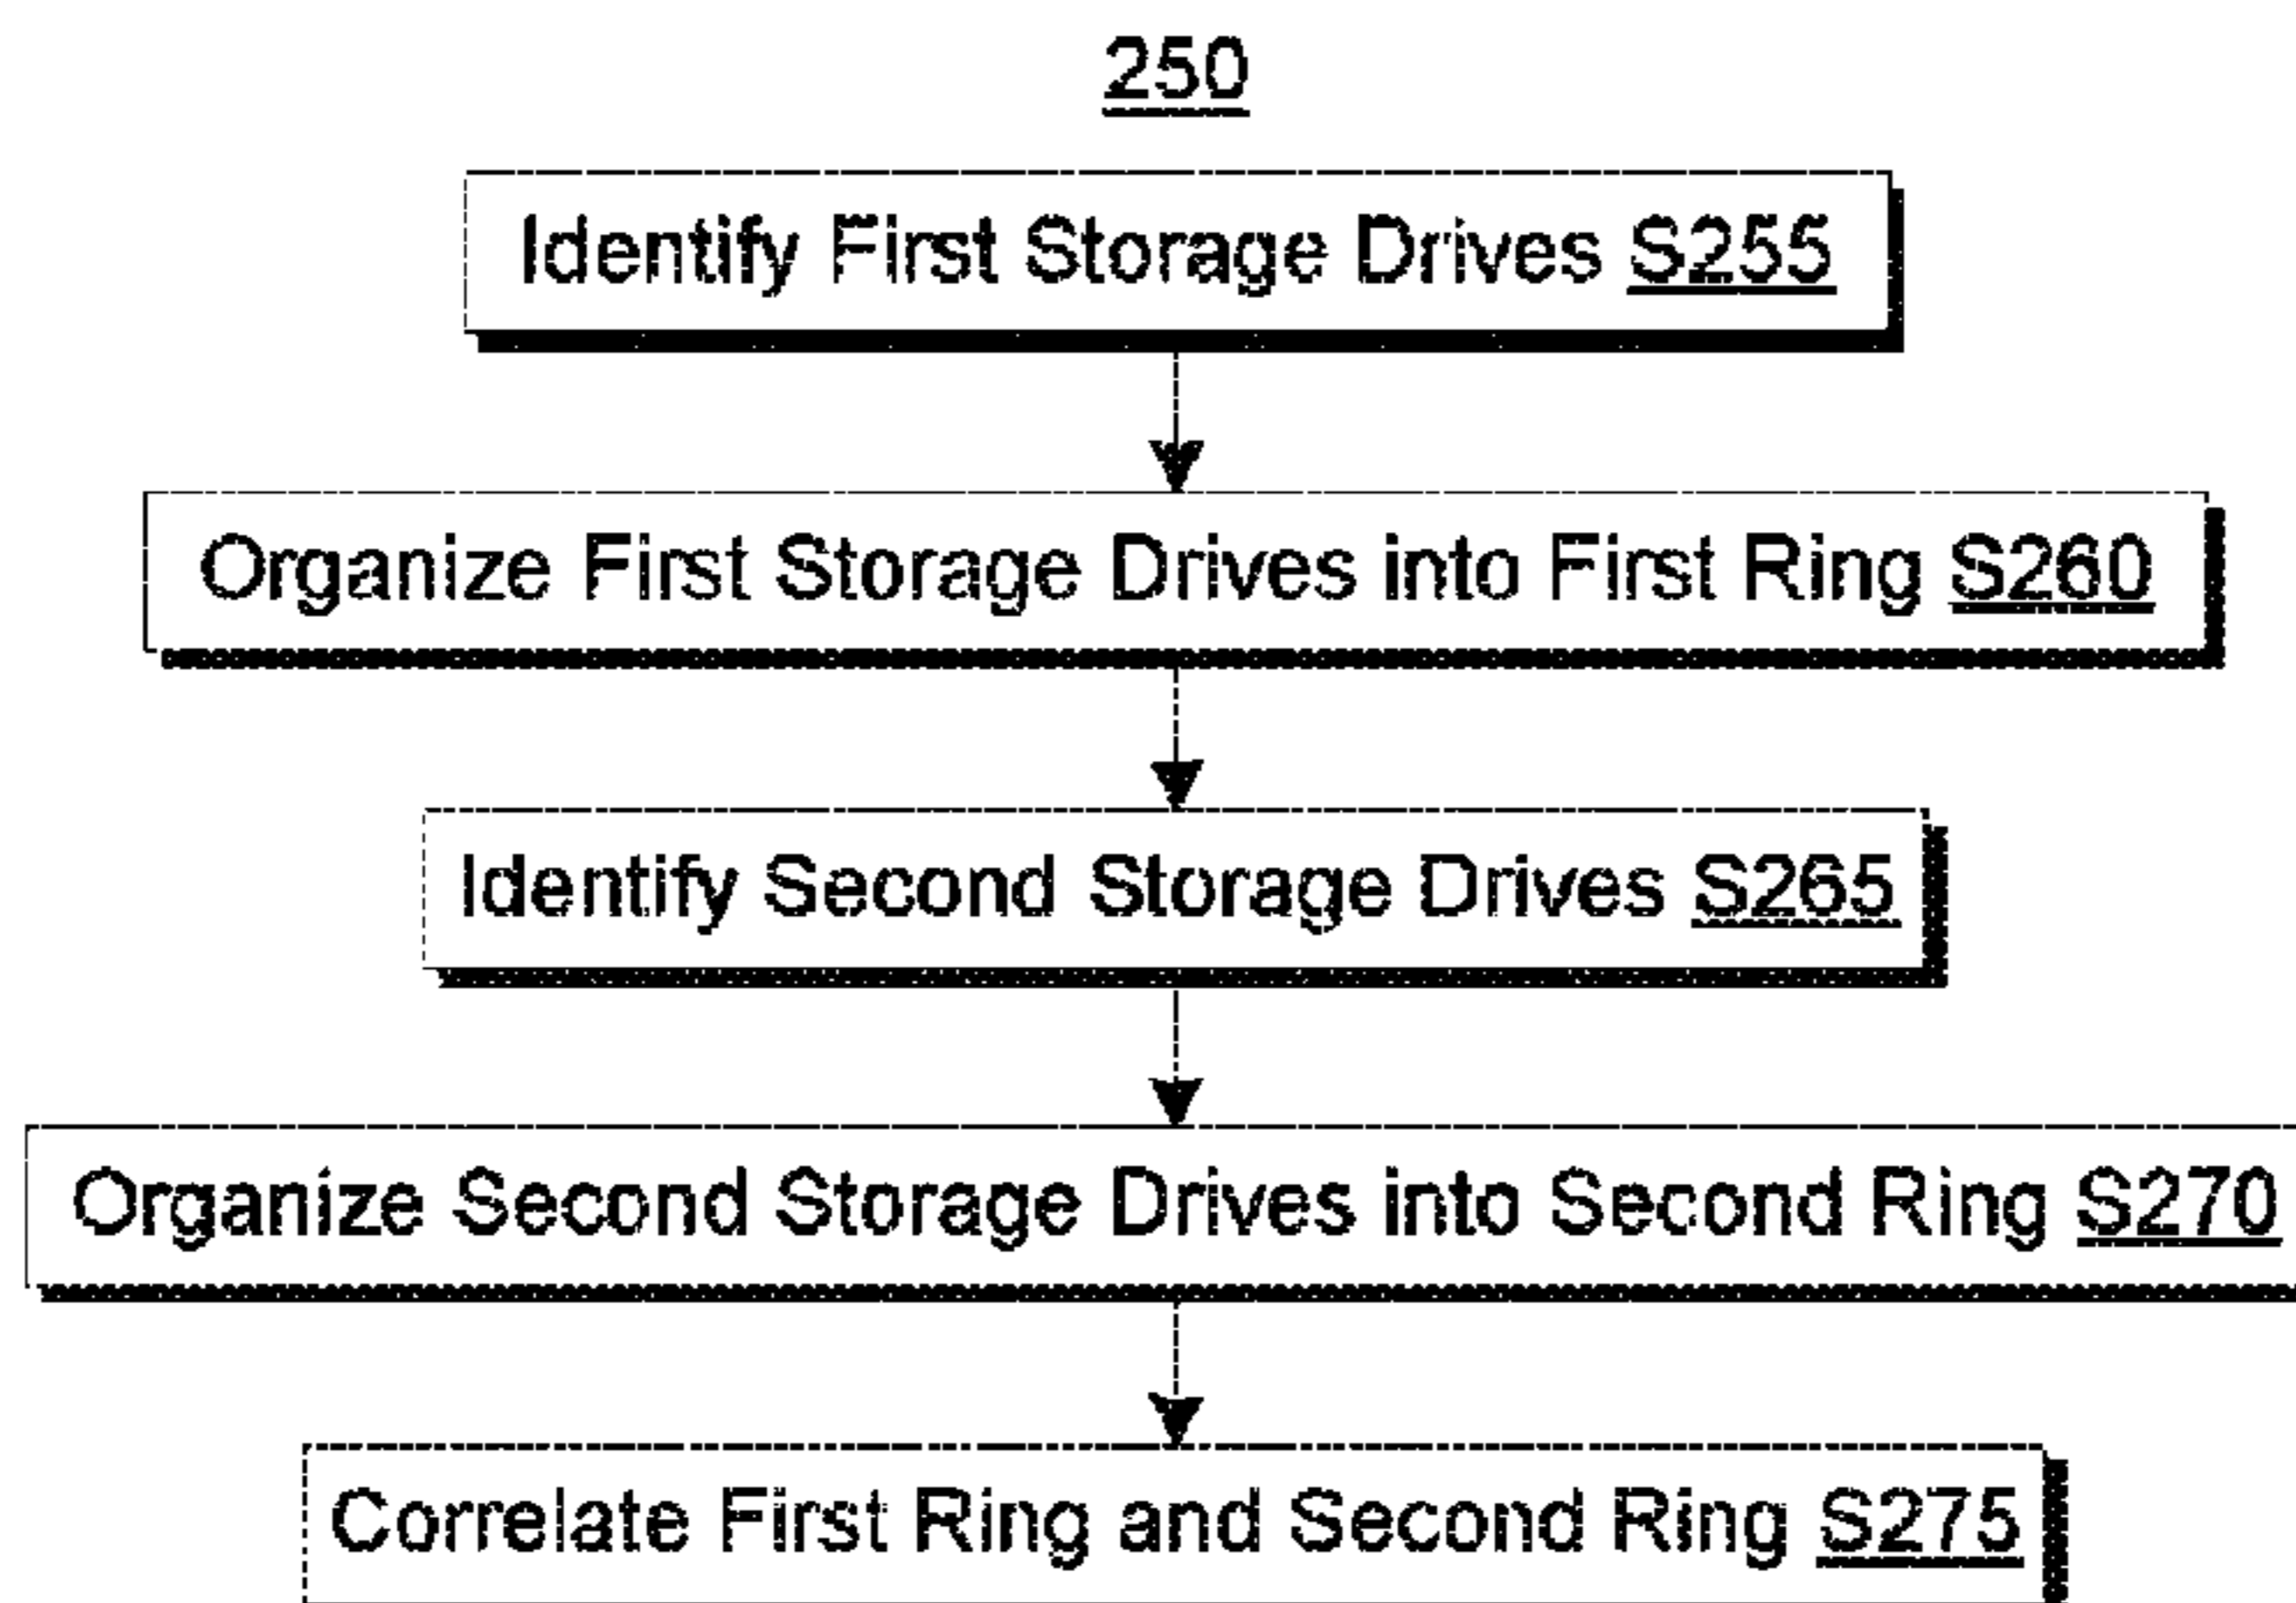 250
Identify First Storage Drives S255
Organize First Storage Drives into First Ring S260
Identify Second Storage Drives S265
Organize Second Storage Drives into Second Ring S270
Correlate First Ring and Second Ring S275